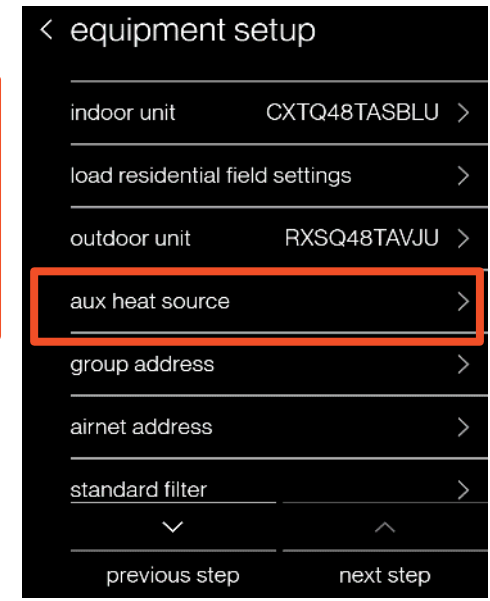 equipment setup
indoor unit CXTQ48TASBLU
load residential field settings
outdoor unit RXSQ48TAVJU
aux heat source
group address
airnet address
standard filter
previous step next step